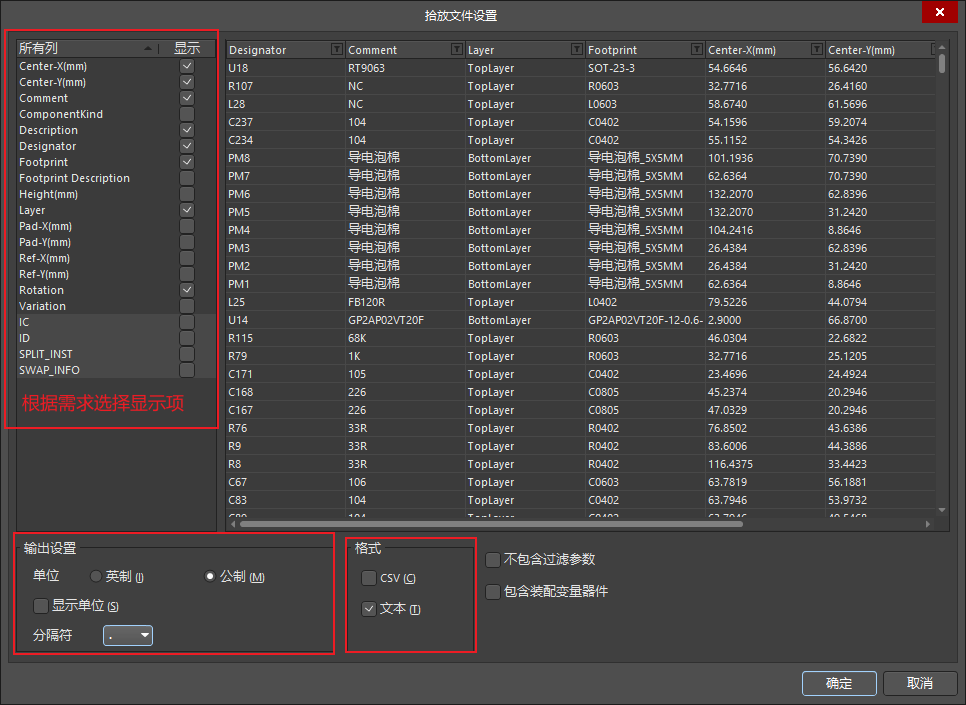 拾放文件设置
所有列 显示
Center-X(mm)
Center-Y(mm)
Comment
ComponentKind
Description
Designator
Footprint
Footprint Description
Height(mm)
Layer
Pad-X(mm)
Pad-Y(mm)
Ref-X(mm)
Ref-Y(mm)
Rotation
Variation
IC
ID
SPLIT_INST
SWAP_INFO
根据需求选择显示项
Designator Comment Layer Footprint Center-X(mm) Center-Y(mm)
U18 RT9063 TopLayer SOT-23-3 54.6646 56.6420
R107 NC TopLayer R0603 32.7716 26.4160
L28 NC TopLayer L0603 58.6740 61.5696
C237 104 TopLayer C0402 54.1596 59.2074
C234 104 TopLayer C0402 55.1152 54.3426
PM8 导电泡棉 BottomLayer 导电泡棉_5X5MM 101.1936 70.7390
PM7 导电泡棉 BottomLayer 导电泡棉_5X5MM 62.6364 70.7390
PM6 导电泡棉 BottomLayer 导电泡棉_5X5MM 132.2070 62.8396
PM5 导电泡棉 BottomLayer 导电泡棉_5X5MM 132.2070 31.2420
PM4 导电泡棉 BottomLayer 导电泡棉_5X5MM 104.2416 8.8646
PM3 导电泡棉 BottomLayer 导电泡棉_5X5MM 26.4384 62.8396
PM2 导电泡棉 BottomLayer 导电泡棉_5X5MM 26.4384 31.2420
PM1 导电泡棉 BottomLayer 导电泡棉_5X5MM 62.6364 8.8646
L25 FB120R TopLayer L0402 79.5226 44.0794
U14 GP2AP02VT20F BottomLayer GP2AP02VT20F-12-0.6- 2.9000 66.8700
R115 68K TopLayer R0603 46.0304 22.6822
R79 1K TopLayer R0603 32.7716 25.1205
C171 105 TopLayer C0402 23.4696 24.4924
C168 226 TopLayer C0805 45.2374 20.2946
C167 226 TopLayer C0805 47.0329 20.2946
R76 33R TopLayer R0402 76.8502 43.6386
R9 33R TopLayer R0402 83.6006 44.3886
R8 33R TopLayer R0402 116.4375 33.4423
C67 106 TopLayer C0603 63.7819 56.1881
C83 104 TopLayer C0402 63.7946 53.9732
输出设置
单位 英制 (I) 公制 (M)
显示单位 (S)
分隔符 .
格式
CSV (C)
文本 (T)
不包含过滤参数
包含装配变量器件
确定 取消